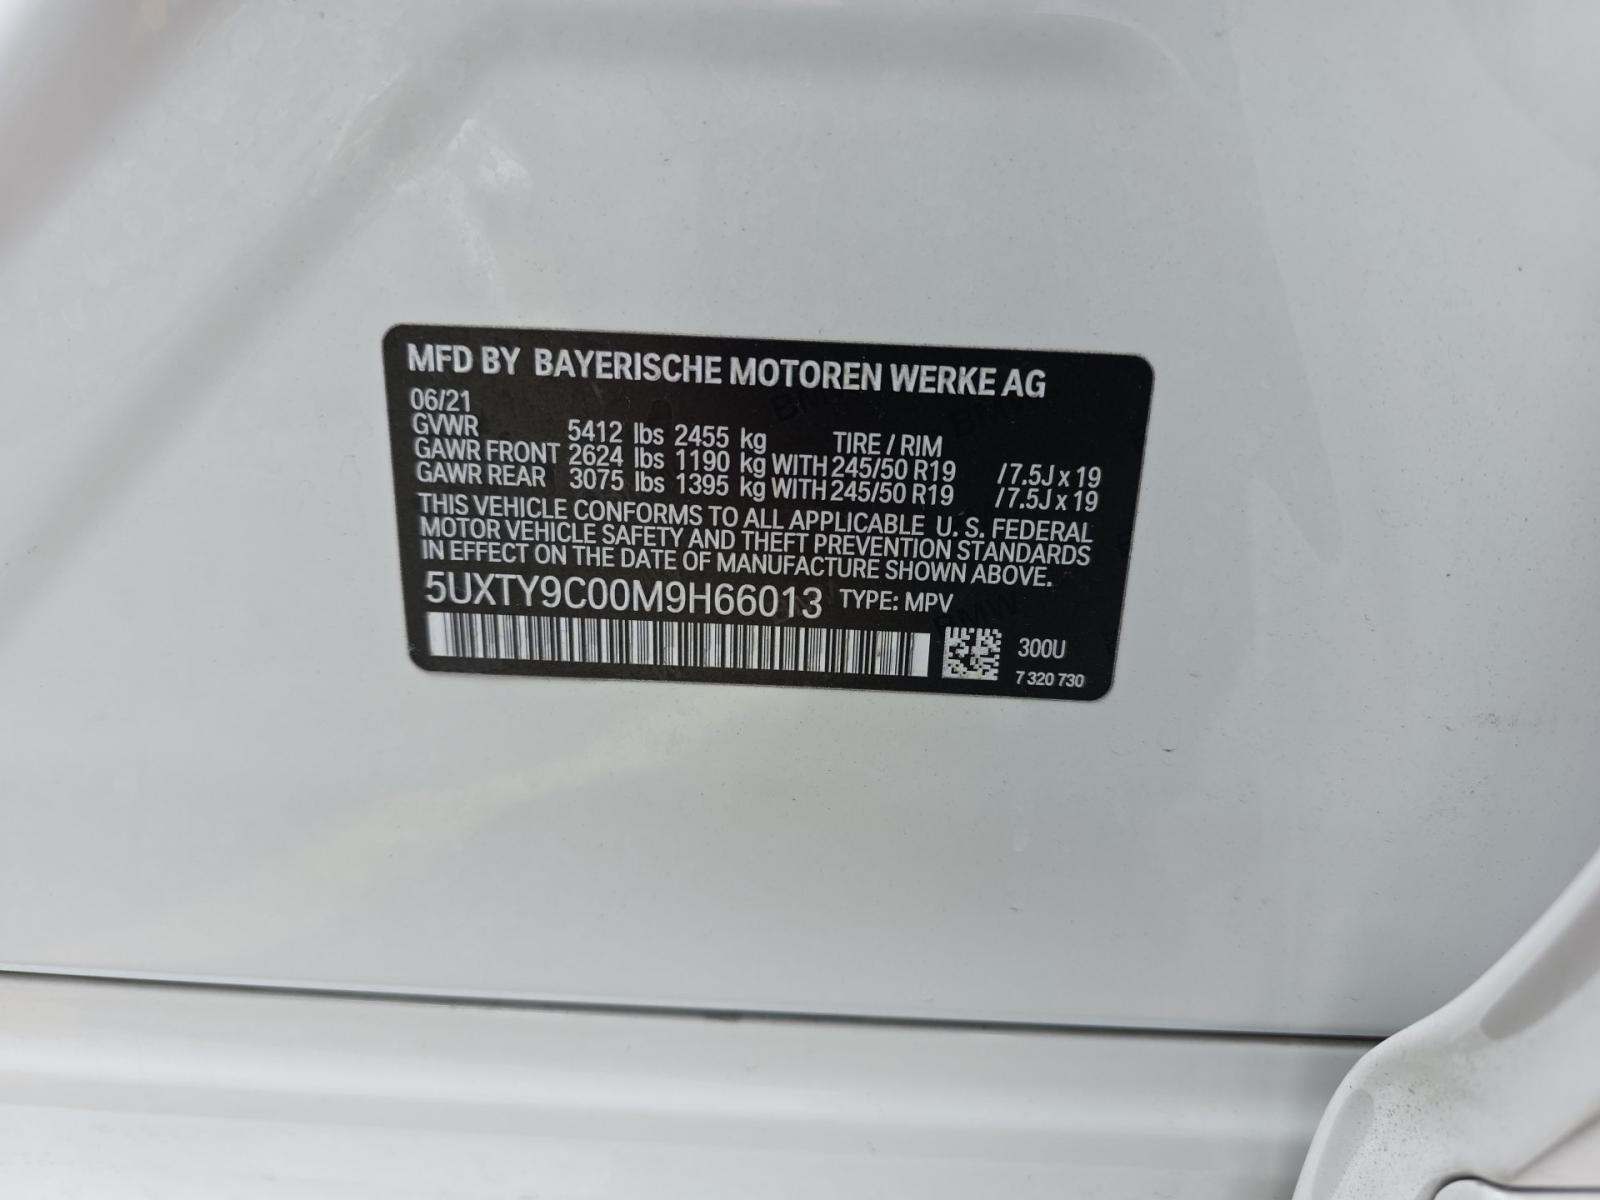 MFD BY BAYERISCHE MOTOREN WERKE AG
06/21
GVWR 5412 lbs 2455 kg TIRE / RIM
GAWR FRONT 2624 lbs 1190 kg WITH 245/50 R19 /7.5J x 19
GAWR REAR 3075 lbs 1395 kg WITH 245/50 R19 /7.5J x 19
THIS VEHICLE CONFORMS TO ALL APPLICABLE U. S. FEDERAL
MOTOR VEHICLE SAFETY AND THEFT PREVENTION STANDARDS
IN EFFECT ON THE DATE OF MANUFACTURE SHOWN ABOVE.
5UXTY9C00M9H66013 TYPE: MPV
300U
7 320 730